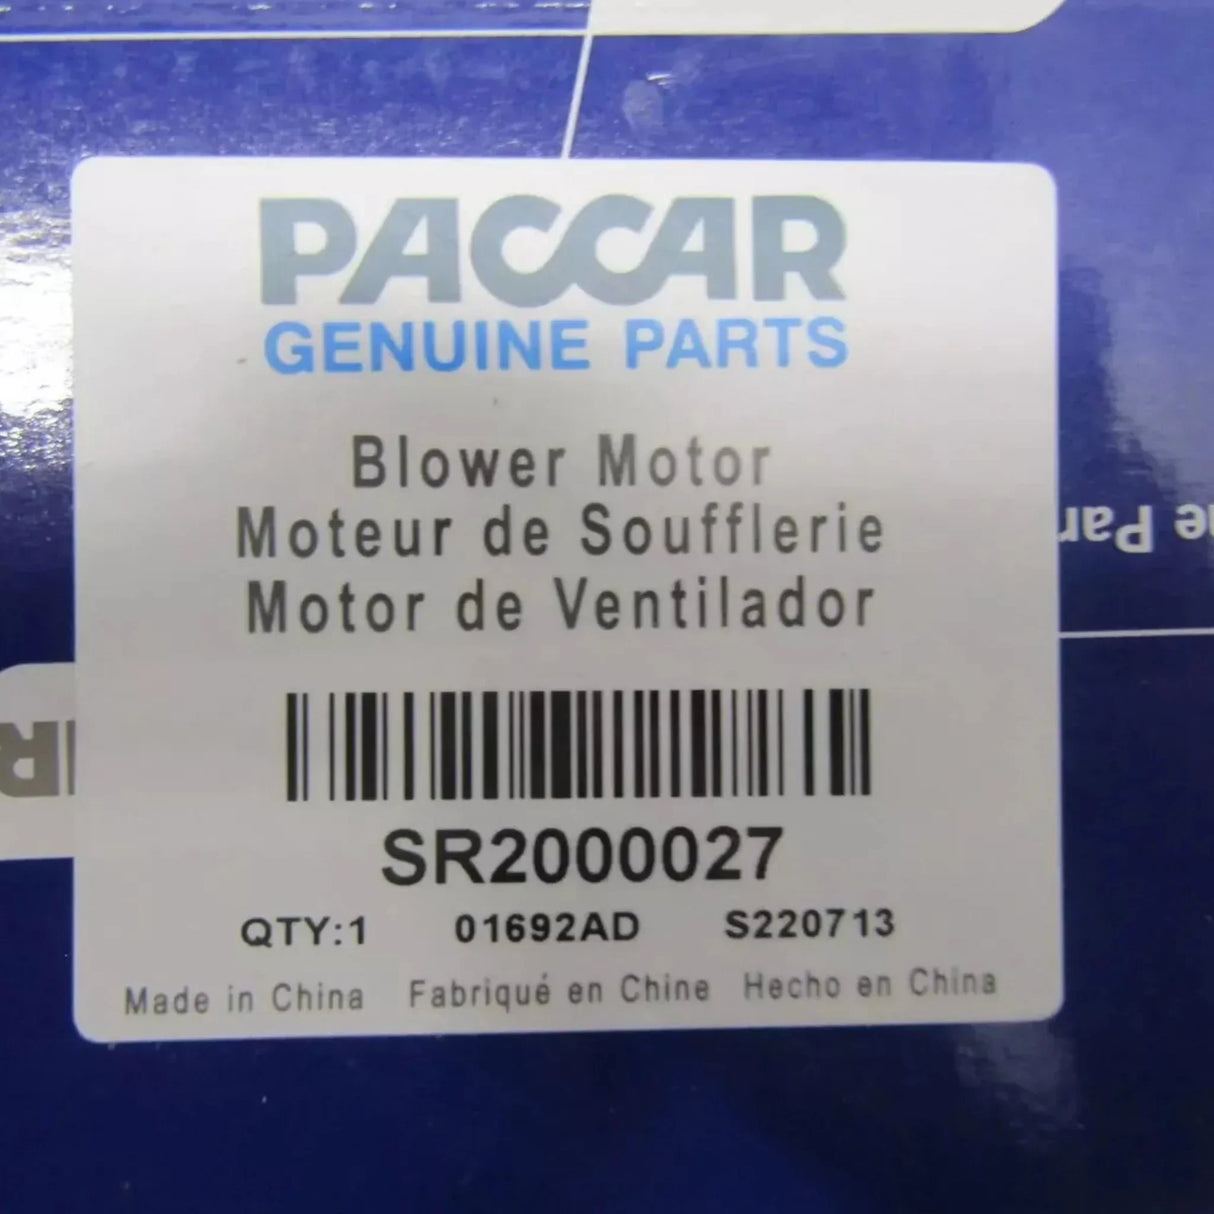 PACCAR
GENUINE PARTS
Blower Motor
Moteur de Soufflerie
Motor de Ventilador
SR2000027
QTY:1 01692AD S220713
Made in China Fabriqué en Chine Hecho en China